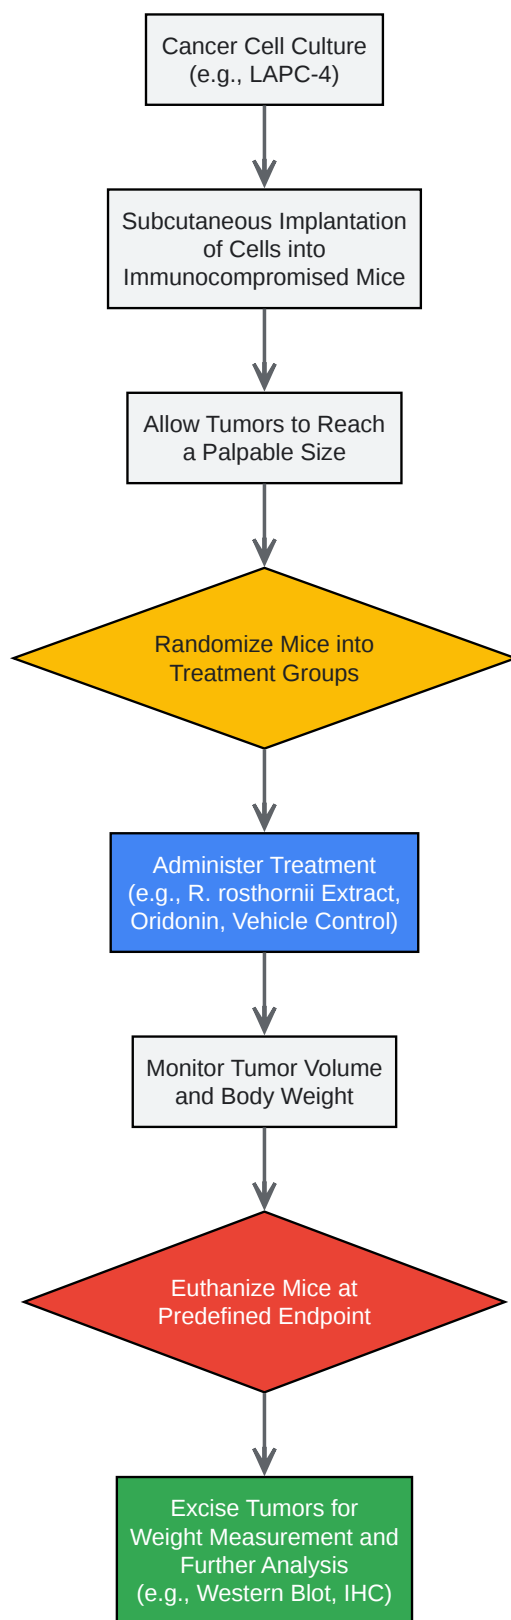 Cancer Cell Culture
(e.g., LAPC-4)
Subcutaneous Implantation
of Cells into
Immunocompromised Mice
Allow Tumors to Reach
a Palpable Size
Randomize Mice into
Treatment Groups
Administer Treatment
(e.g., R. rosthornii Extract,
Oridonin, Vehicle Control)
Monitor Tumor Volume
and Body Weight
Euthanize Mice at
Predefined Endpoint
Excise Tumors for
Weight Measurement and
Further Analysis
(e.g., Western Blot, IHC)